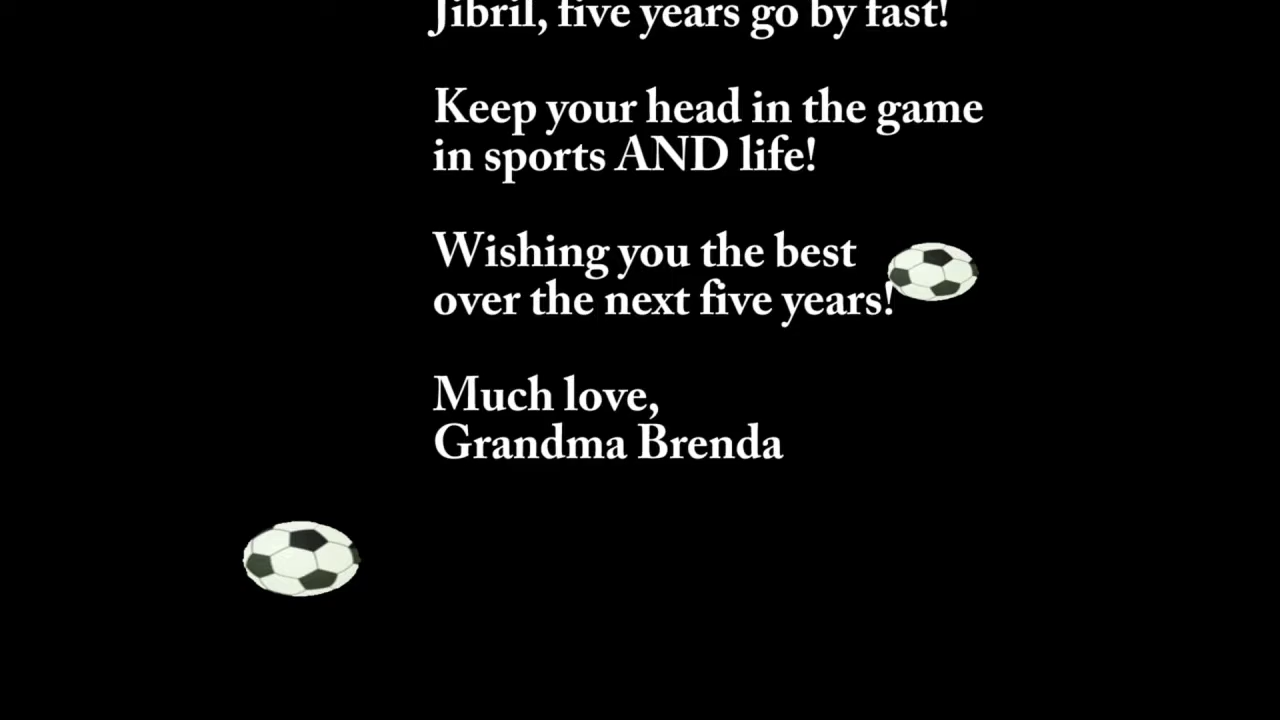 Jibril, five years go by fast!
Keep your head in the game
in sports AND life!
Wishing you the best
over the next five years!
Much love,
Grandma Brenda